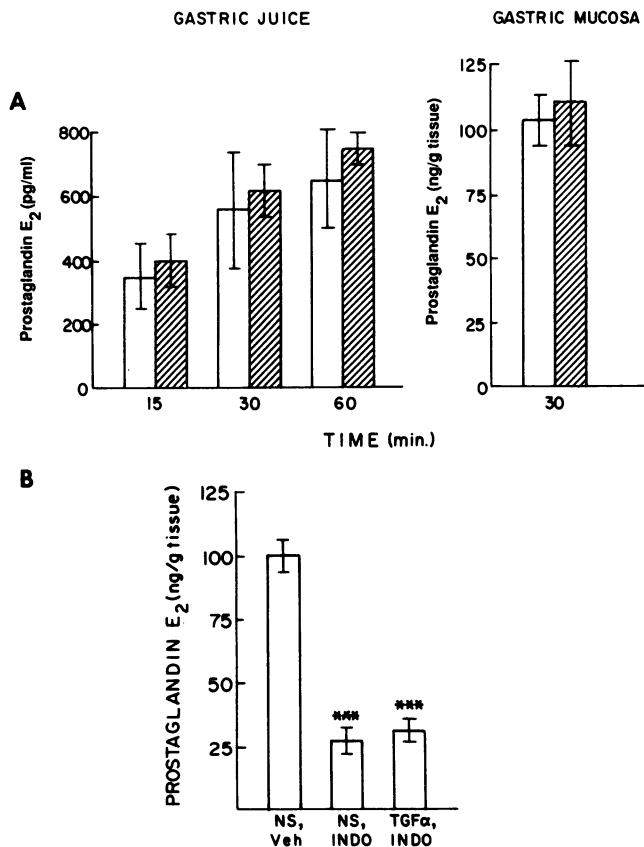 GASTRIC JUICE
GASTRIC MUCOSA
A
Prostaglandin E2 (pg/ml)
800
600
400
200
0
15
30
60
Prostaglandin E2 (ng/g tissue)
125
100
75
50
25
0
30
TIME (min.)
B
PROSTAGLANDIN E2 (ng/g tissue)
125
100
75
50
25
***
***
NS, Veh
NS, INDO
TGFα, INDO